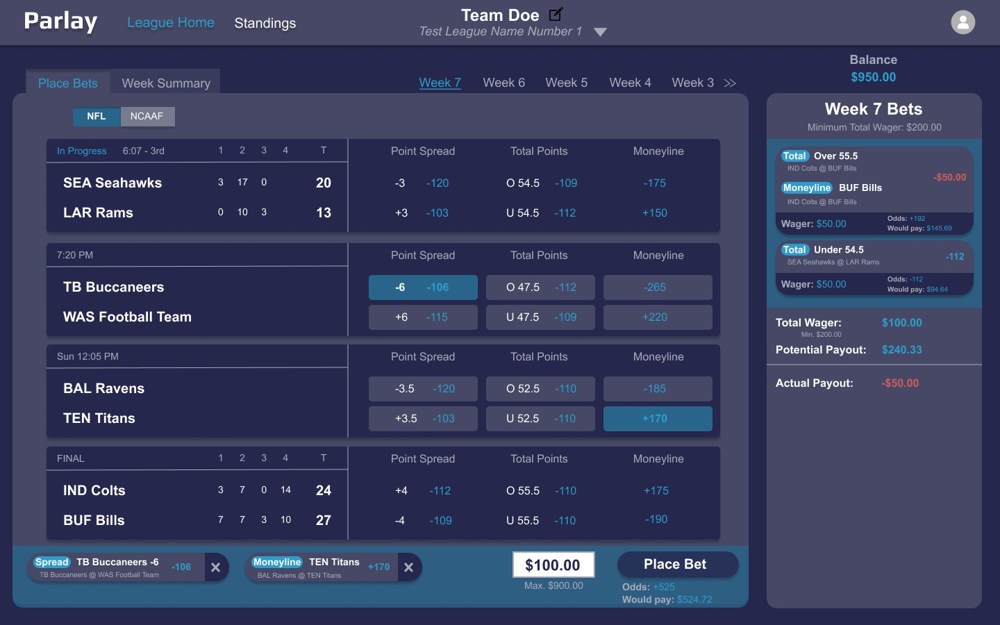 Parlay
League Home
Standings
Team Doe
Test League Name Number 1
Balance
$950.00
Place Bets
Week Summary
Week 7
Week 6
Week 5
Week 4
Week 3
NFL
NCAAF
In Progress 6:07 - 3rd 1 2 3 4 T Point Spread Total Points Moneyline
SEA Seahawks 3 17 0 20 -3 -120 O 54.5 -109 -175
LAR Rams 0 10 3 13 +3 -103 U 54.5 -112 +150
7:20 PM Point Spread Total Points Moneyline
TB Buccaneers -6 -106 O 47.5 -112 -265
WAS Football Team +6 -115 U 47.5 -109 +220
Sun 12:05 PM Point Spread Total Points Moneyline
BAL Ravens -3.5 -120 O 52.5 -110 -185
TEN Titans +3.5 -103 U 52.5 -110 +170
FINAL 1 2 3 4 T Point Spread Total Points Moneyline
IND Colts 3 7 0 14 24 +4 -112 O 55.5 -110 +175
BUF Bills 7 7 3 10 27 -4 -109 U 55.5 -110 -190
Spread TB Buccaneers -6 -106
TB Buccaneers @ WAS Football Team
Moneyline TEN Titans +170
BAL Ravens @ TEN Titans
$100.00
Max. $900.00
Place Bet
Odds: +525
Would pay: $524.72
Week 7 Bets
Minimum Total Wager: $200.00
Total Over 55.5
IND Colts @ BUF Bills
-$50.00
Moneyline BUF Bills
IND Colts @ BUF Bills
Wager: $50.00
Odds: +192
Would pay: $145.69
Total Under 54.5
SEA Seahawks @ LAR Rams
-112
Wager: $50.00
Odds: -112
Would pay: $94.64
Total Wager: $100.00
Min. $200.00
Potential Payout: $240.33
Actual Payout: -$50.00